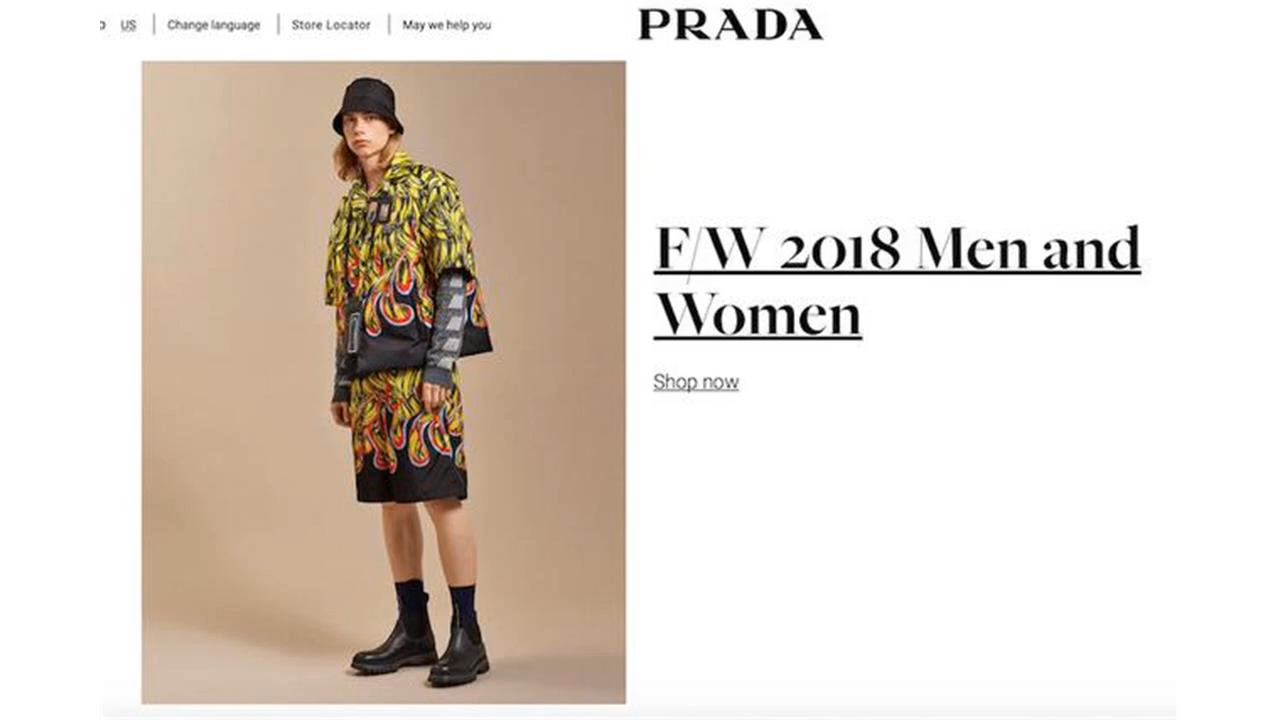 US Change language Store Locator May we help you
PRADA
F/W 2018 Men and
Women
Shop now